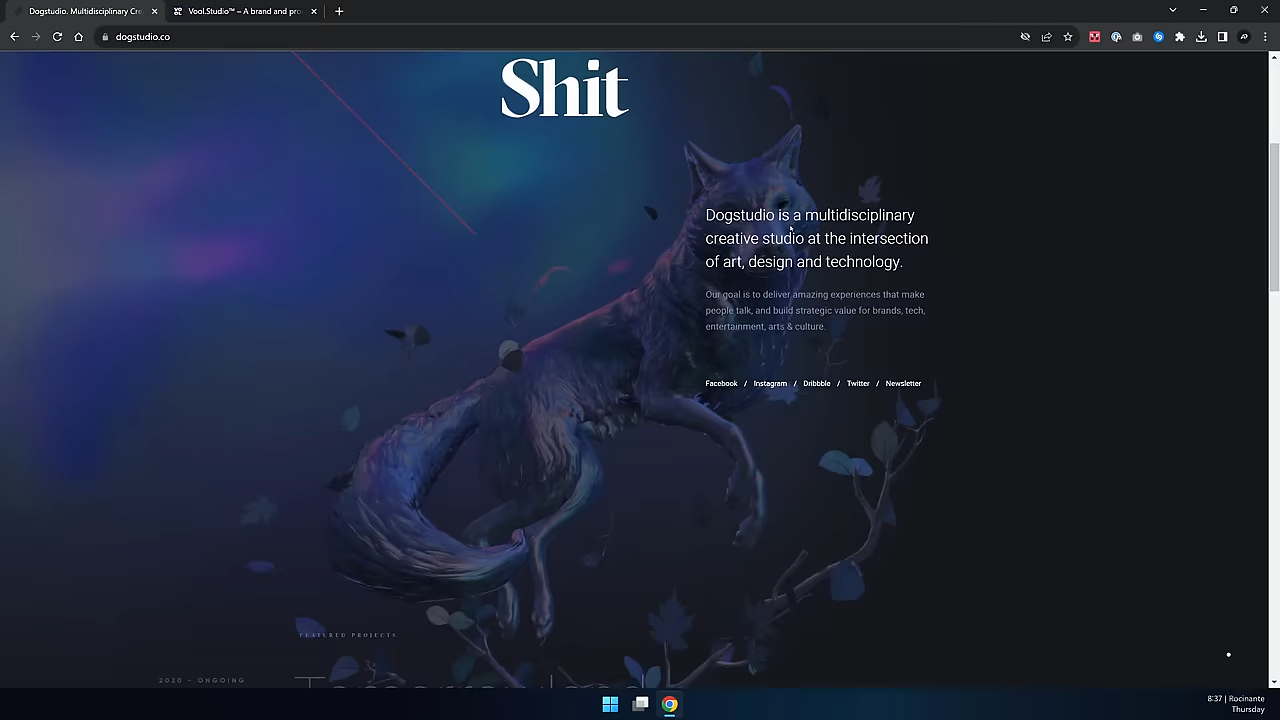 Dogstudio. Multidisciplinary Cre
Vool.Studio™ – A brand and pro
dogstudio.co
Shit
Dogstudio is a multidisciplinary
creative studio at the intersection
of art, design and technology.
Our goal is to deliver amazing experiences that make
people talk, and build strategic value for brands, tech,
entertainment, arts & culture.
Facebook / Instagram / Dribbble / Twitter / Newsletter
FEATURED PROJECTS
2020 - ONGOING
8:37 | Rocinante
Thursday